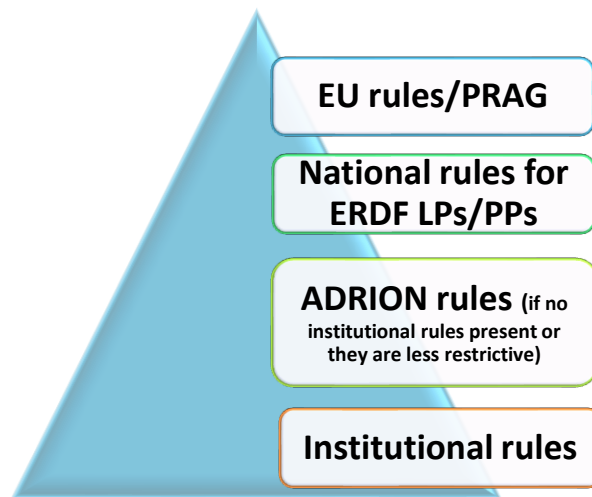 EU rules/PRAG
National rules for
ERDF LPs/PPs
ADRION rules (if no
institutional rules present or
they are less restrictive)
Institutional rules